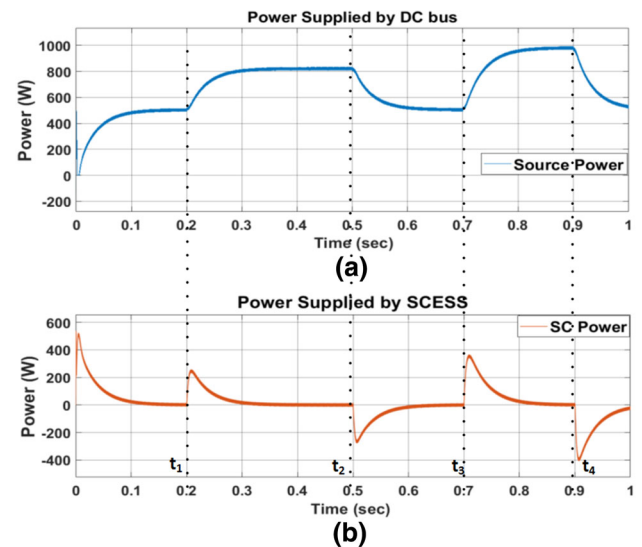 Power Supplied by DC bus
1000
800
600
400
200
0
-200
Power (W)
Source Power
0 0.1 0.2 0.3 0.4 0.5 0.6 0.7 0.8 0.9 1
Time (sec)
(a)
Power Supplied by SCESS
600
400
200
0
-200
-400
Power (W)
SC Power
t1 t2 t3 t4
0 0.1 0.2 0.3 0.4 0.5 0.6 0.7 0.8 0.9 1
Time (sec)
(b)